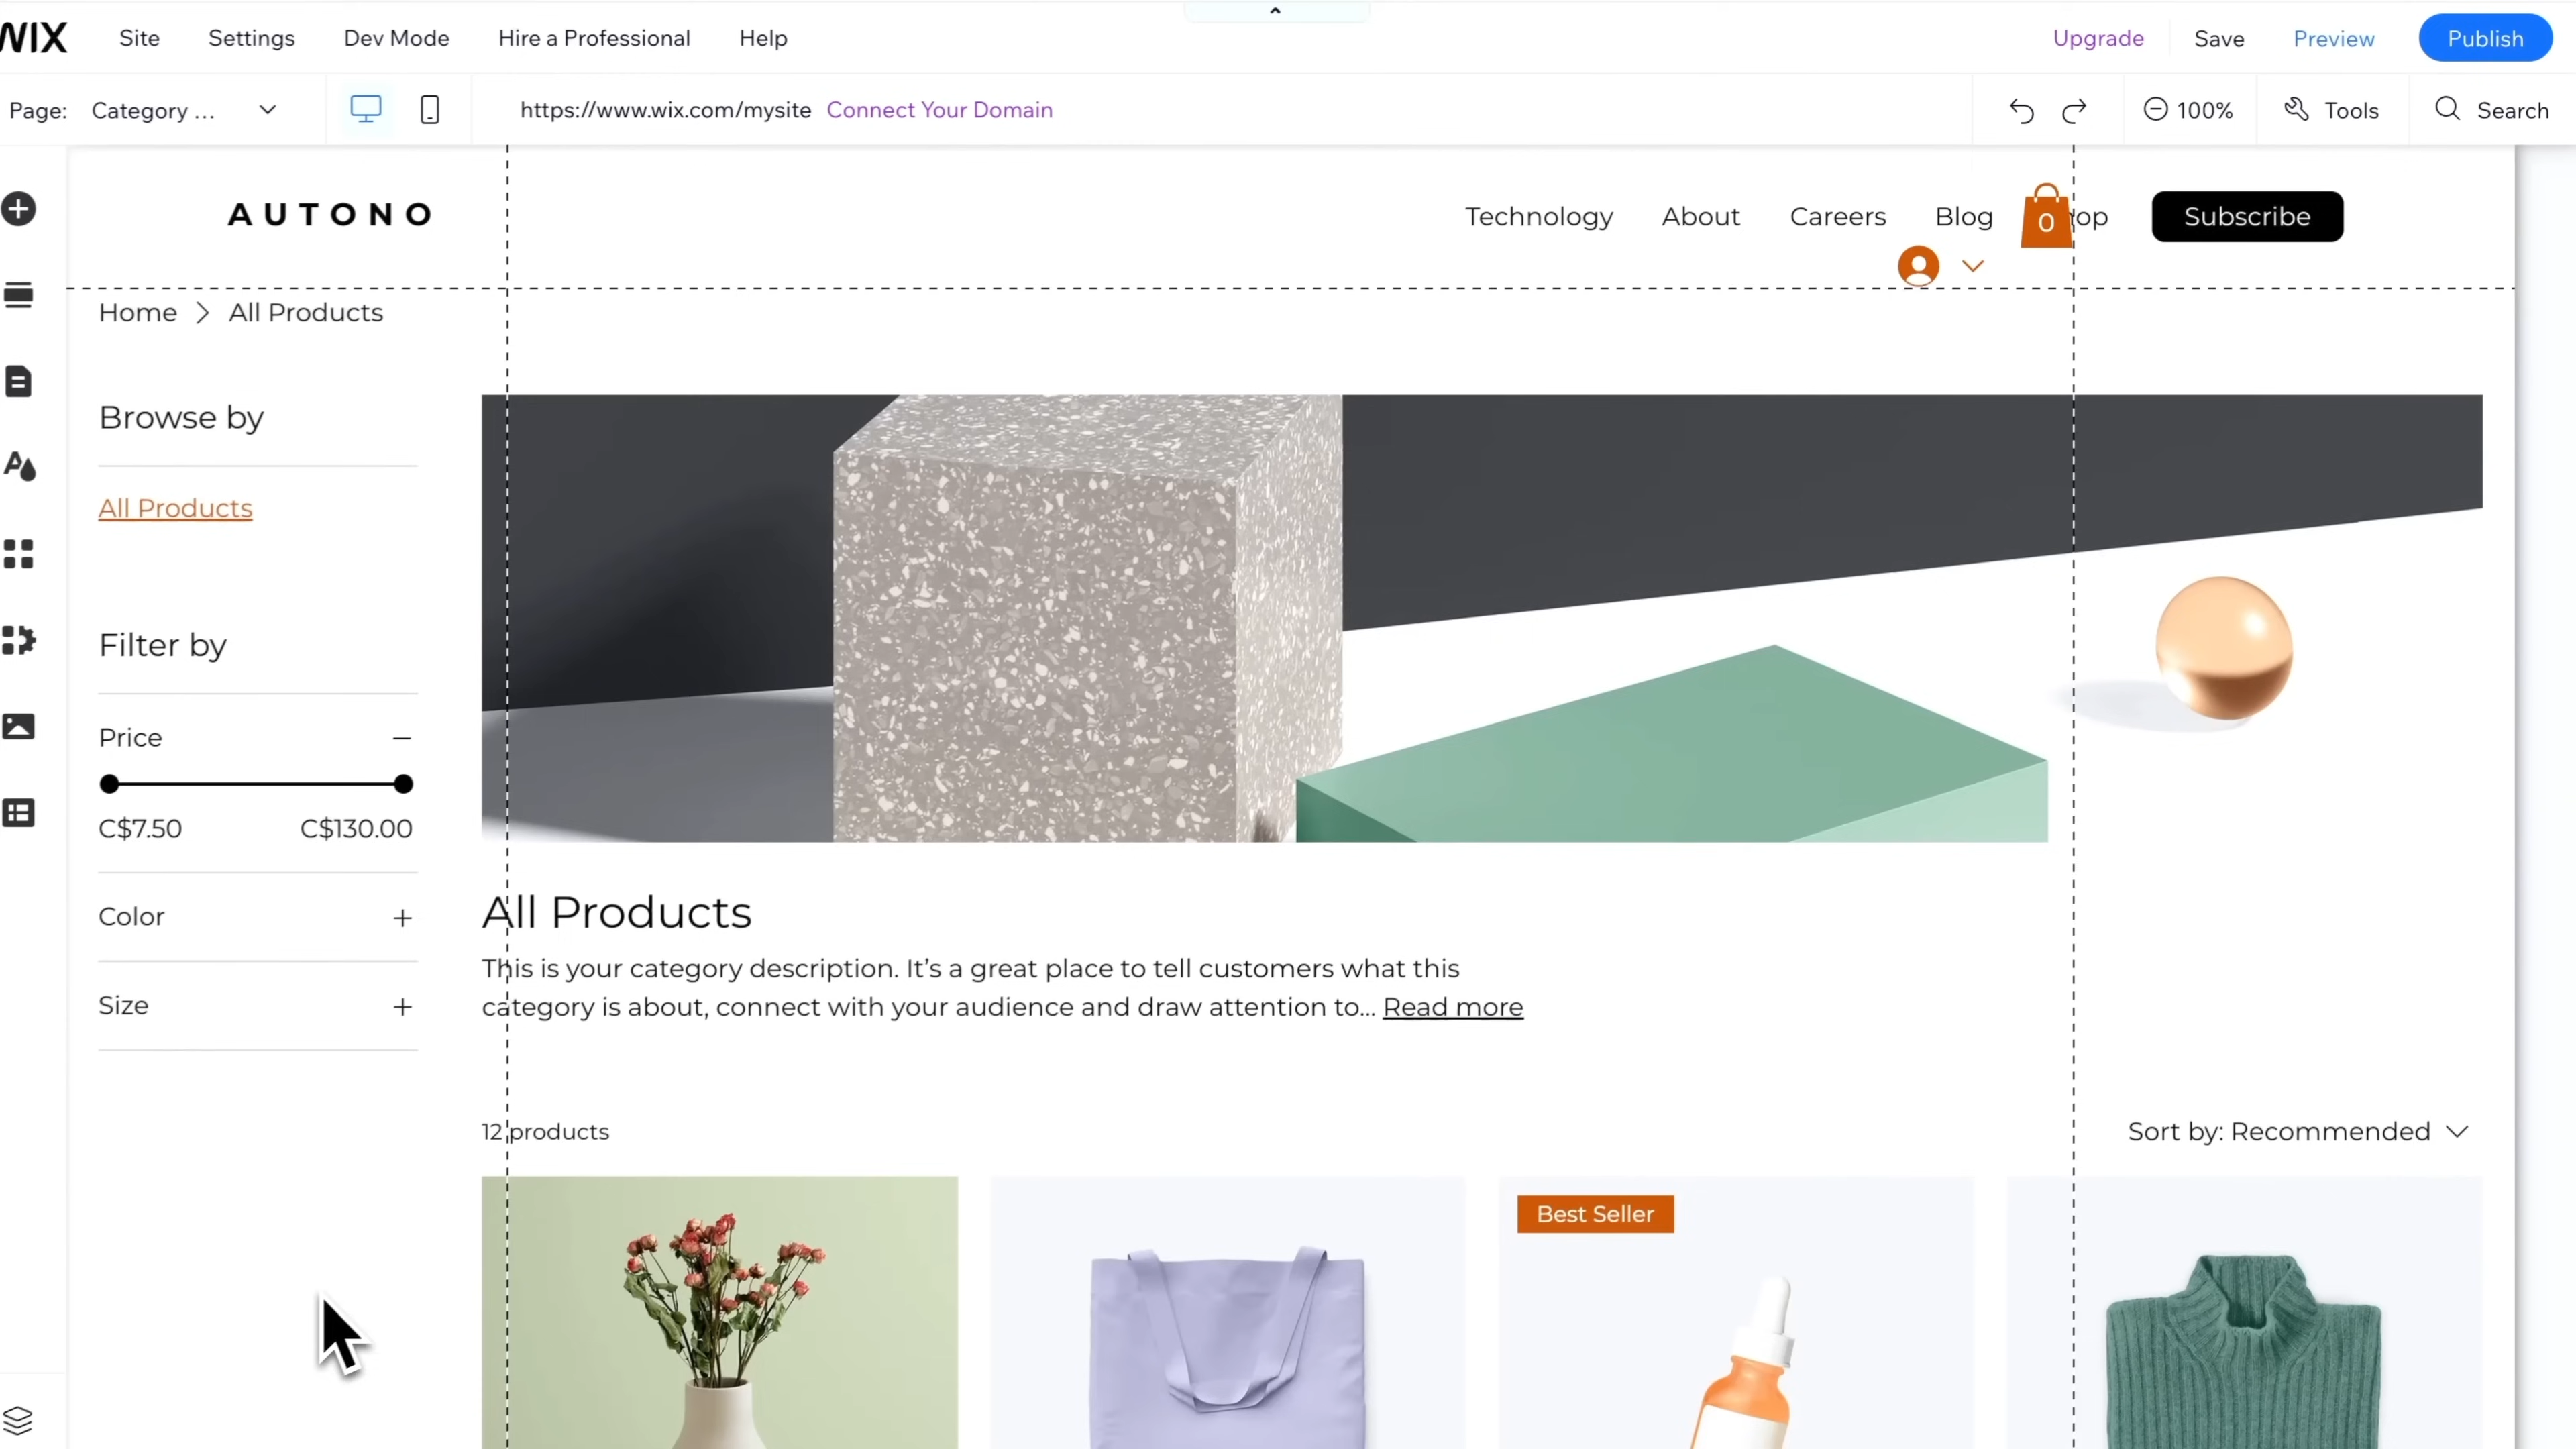 WIX Site Settings Dev Mode Hire a Professional Help Upgrade Save Preview Publish
Page: Category ... https://www.wix.com/mysite Connect Your Domain 100% Tools Search
AUTONO Technology About Careers Blog 0 op Subscribe
Home All Products
Browse by
All Products
Filter by
Price
C$7.50 C$130.00
Color
Size
All Products
This is your category description. It’s a great place to tell customers what this
category is about, connect with your audience and draw attention to... Read more
12 products Sort by: Recommended
Best Seller